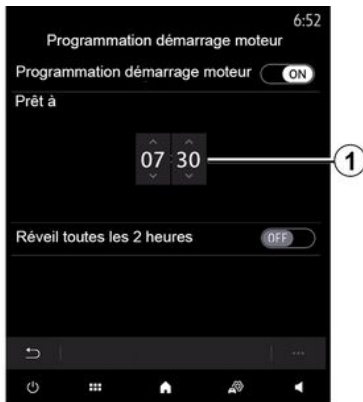 6:52
Programmation démarrage moteur
Programmation démarrage moteur ON
Prêt à
07 30
1
Réveil toutes les 2 heures OFF